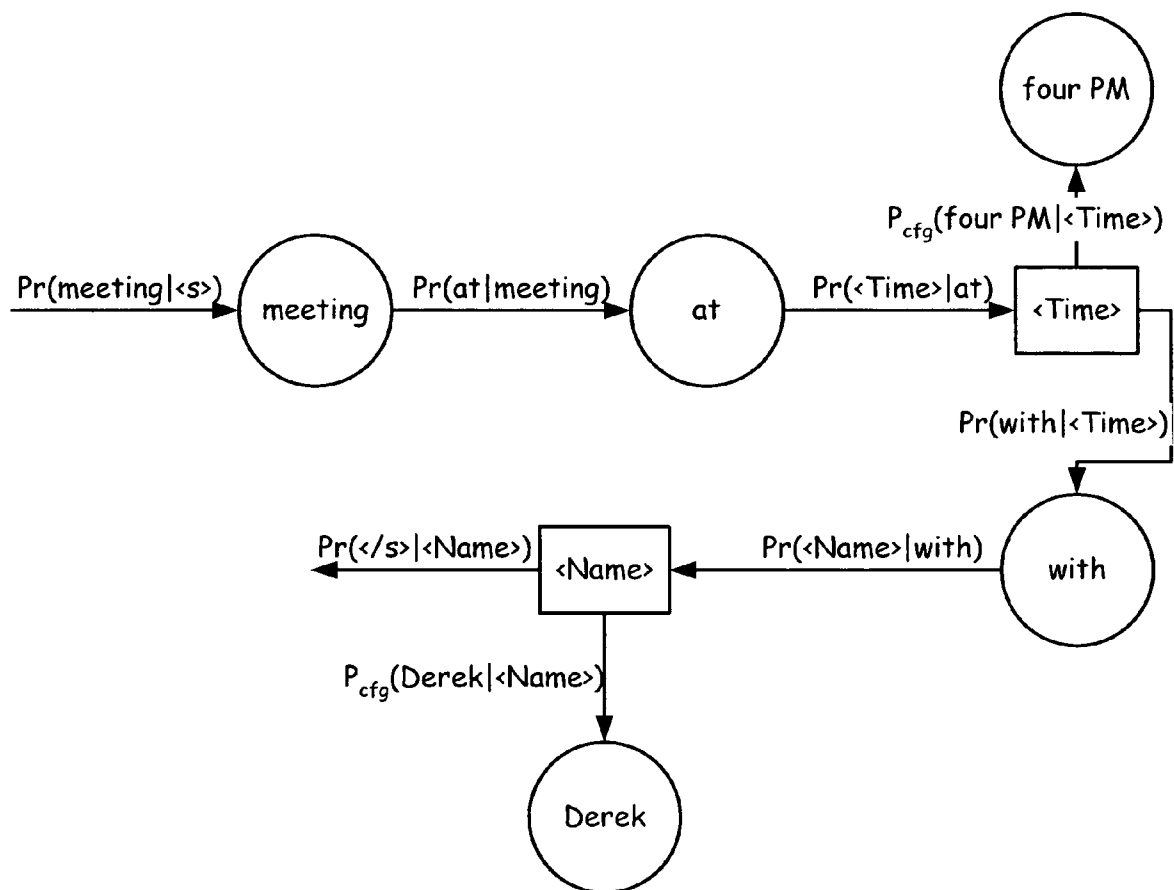 four PM
P_cfg(four PM|<Time>)
Pr(meeting|<s>)
meeting
Pr(at|meeting)
at
Pr(<Time>|at)
<Time>
Pr(with|<Time>)
with
Pr(<Name>|with)
<Name>
Pr(</s>|<Name>)
P_cfg(Derek|<Name>)
Derek